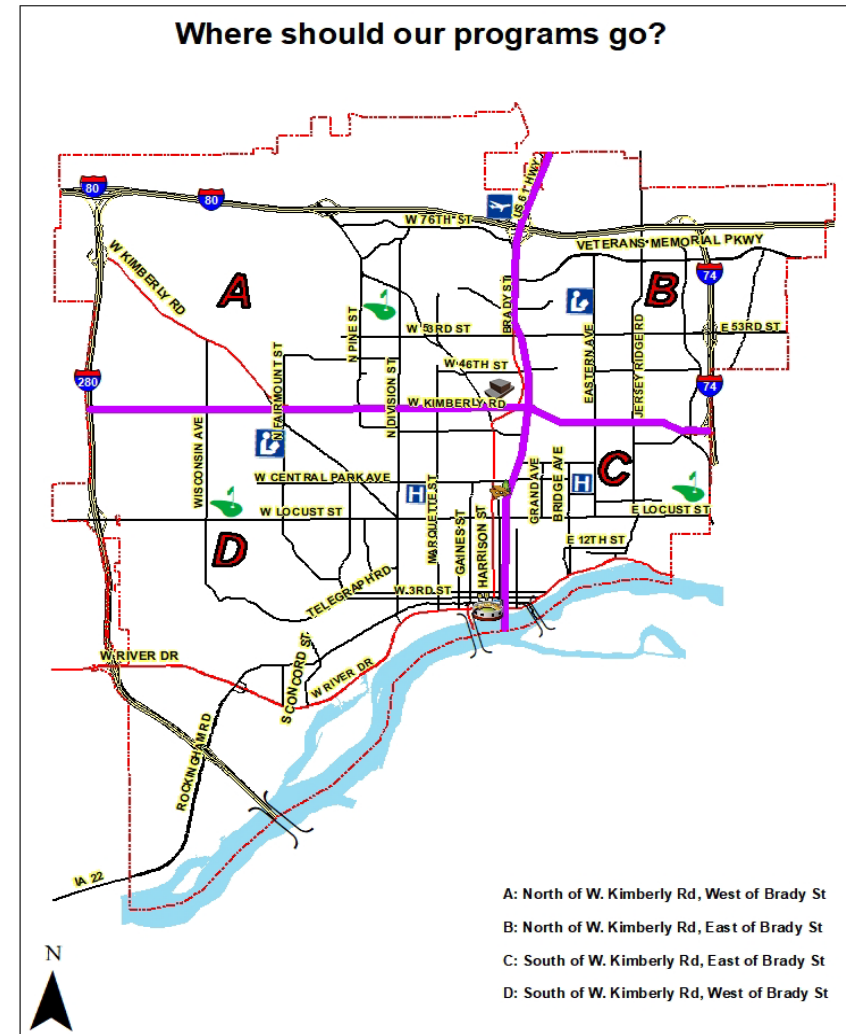 Where should our programs go?
80
80
US 61 HWY
W 76TH ST
VETERANS MEMORIAL PKWY
W KIMBERLY RD
A
B
74
N PINE ST
BRADY ST
W 53RD ST
E 53RD ST
EASTERN AVE
JERSEY RIDGE RD
W 46TH ST
280
74
N FAIRMOUNT ST
N DIVISION ST
W KIMBERLY RD
WISCONSIN AVE
W CENTRAL PARK AVE
C
H
H
MARQUETTE ST
GRAND AVE
BRIDGE AVE
W LOCUST ST
E LOCUST ST
GAINES ST
HARRISON ST
D
E 12TH ST
TELEGRAPH RD
W 3RD ST
W RIVER DR
S CONCORD ST
W RIVER DR
ROCKINGHAM RD
IA 22
A: North of W. Kimberly Rd, West of Brady St
B: North of W. Kimberly Rd, East of Brady St
C: South of W. Kimberly Rd, East of Brady St
D: South of W. Kimberly Rd, West of Brady St
N